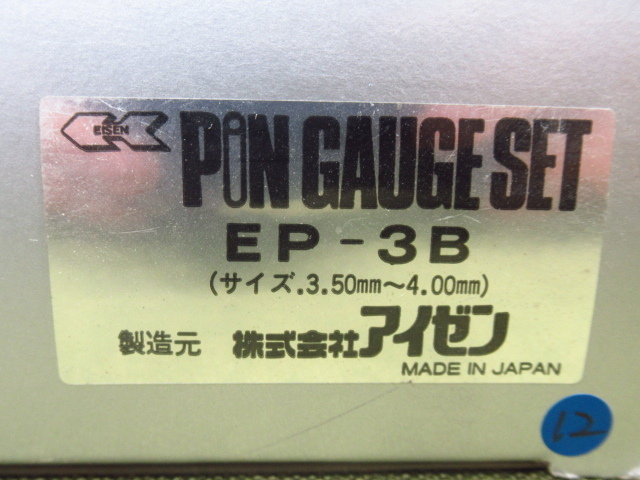 EISEN
PIN GAUGE SET
EP-3B
(サイズ.3.50mm〜4.00mm)
製造元 株式会社アイゼン
MADE IN JAPAN
12